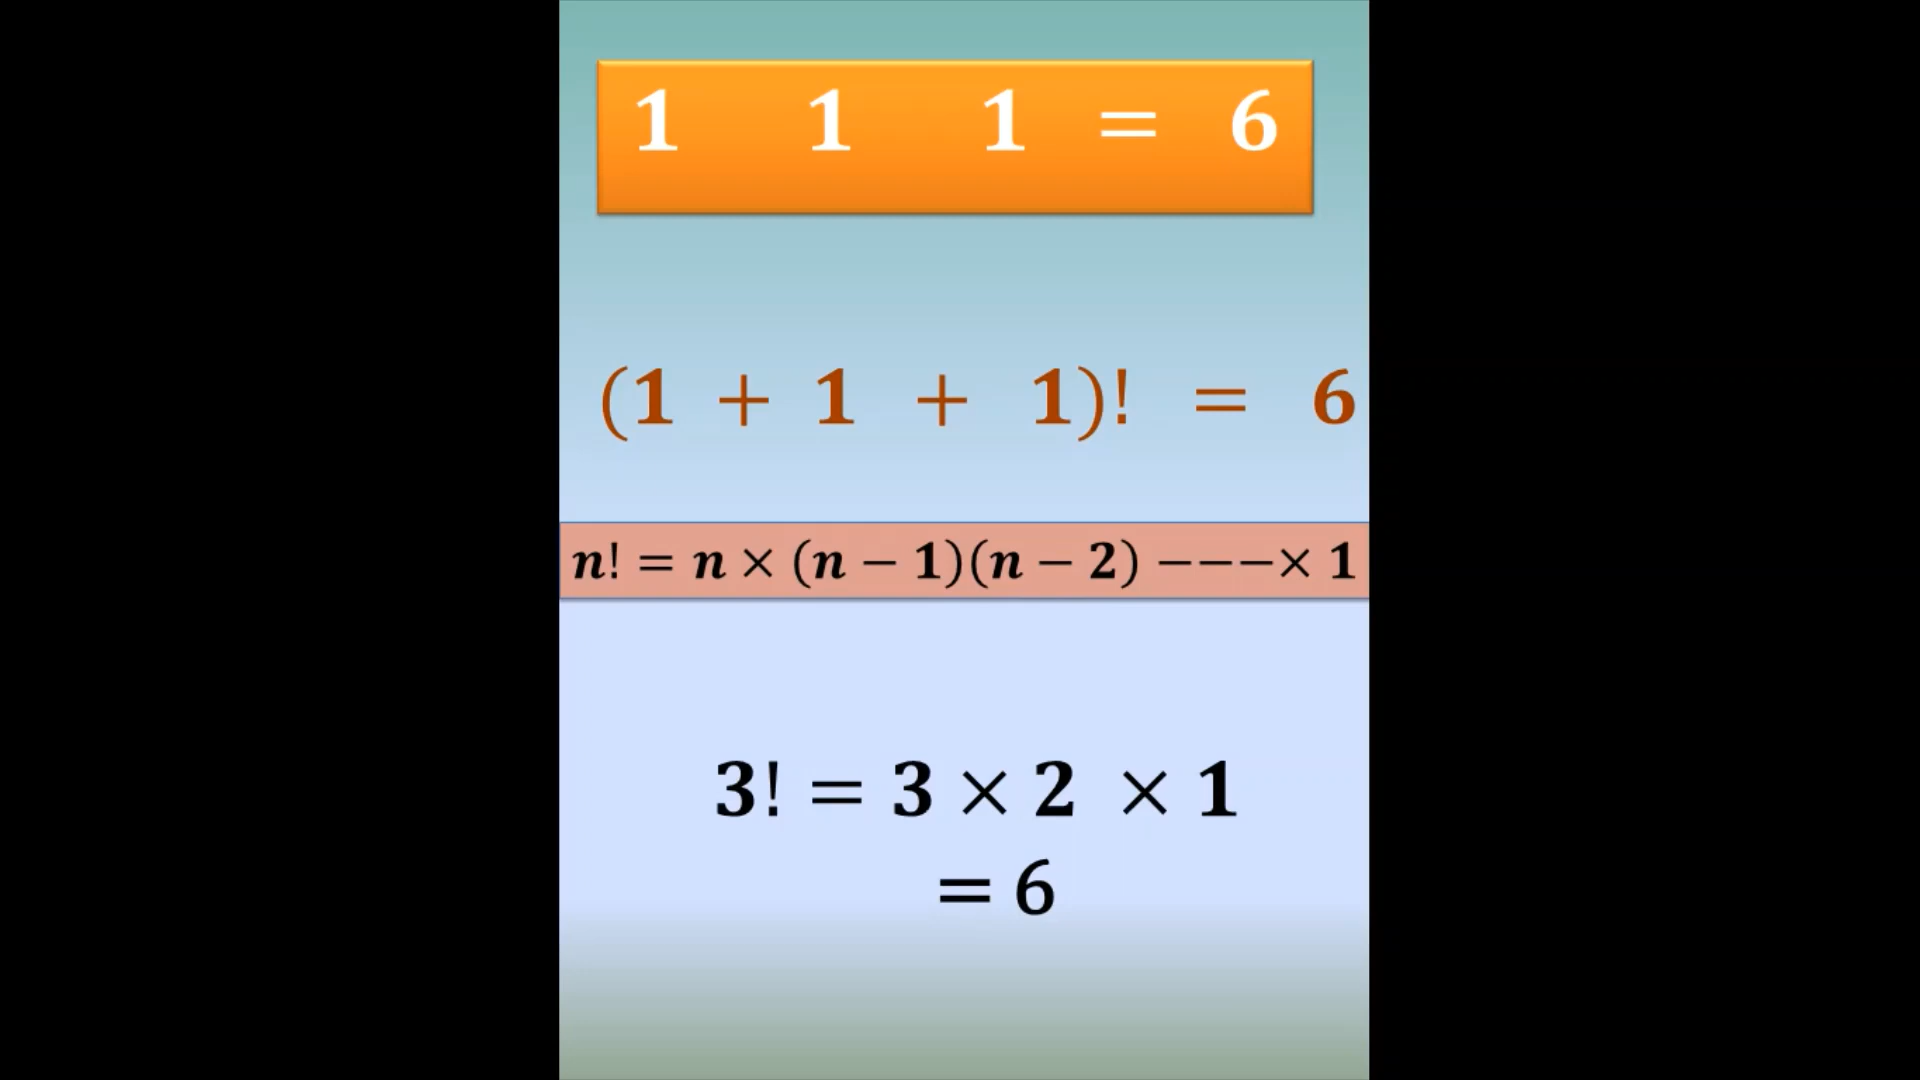 1 1 1 = 6
(1 + 1 + 1)! = 6
n! = n × (n − 1)(n − 2) −−−× 1
3! = 3 × 2 × 1
= 6